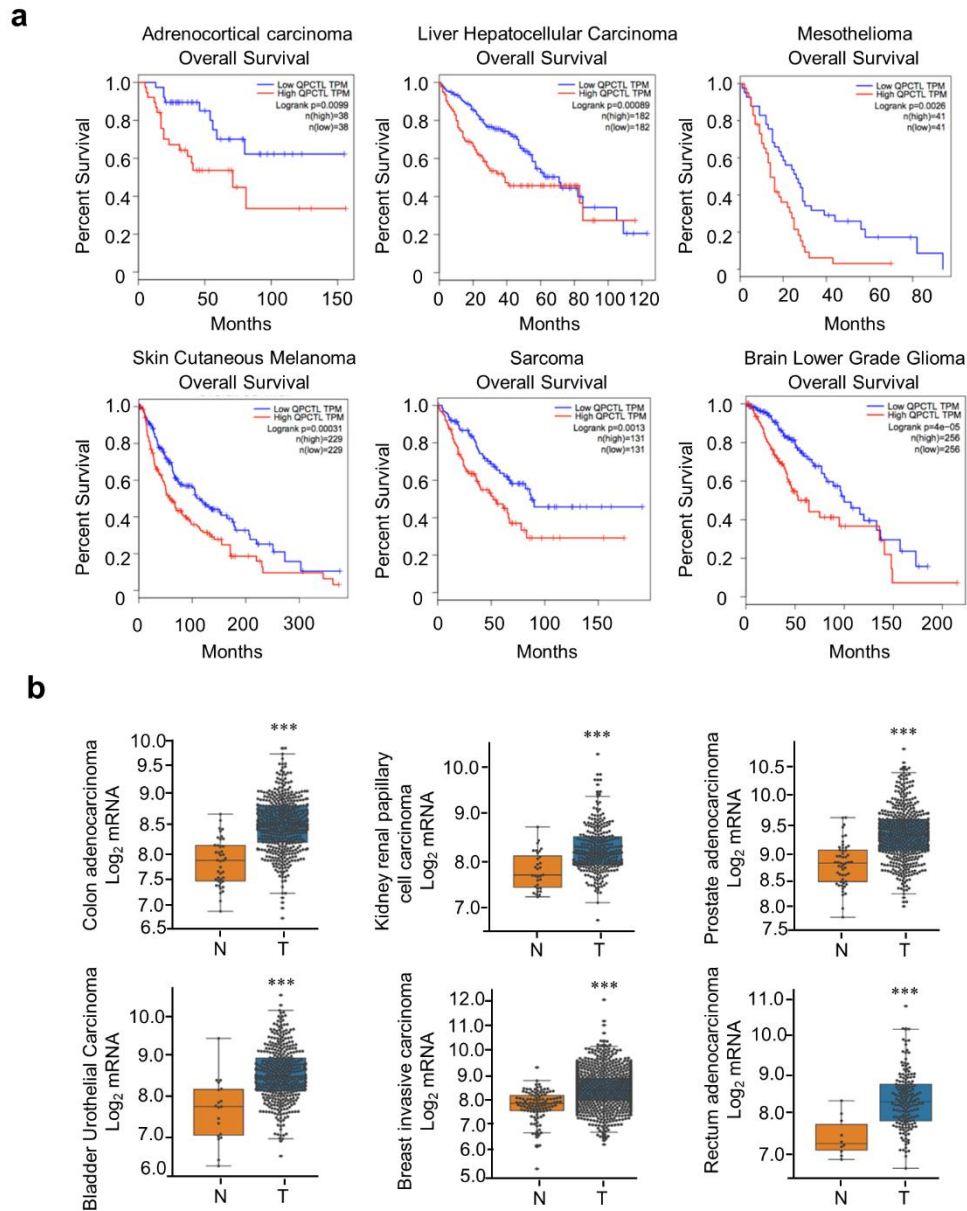 a
Adrenocortical carcinoma
Overall Survival
Low QPCTL TPM
High QPCTL TPM
Logrank p=0.0099
n(high)=38
n(low)=38
Percent Survival
1.0
0.8
0.6
0.4
0.2
0
0 50 100 150
Months
Liver Hepatocellular Carcinoma
Overall Survival
Low QPCTL TPM
High QPCTL TPM
Logrank p=0.00089
n(high)=182
n(low)=182
Percent Survival
1.0
0.8
0.6
0.4
0.2
0
0 20 40 60 80 100 120
Months
Mesothelioma
Overall Survival
Low QPCTL TPM
High QPCTL TPM
Logrank p=0.0026
n(high)=41
n(low)=41
Percent Survival
1.0
0.8
0.6
0.4
0.2
0
0 20 40 60 80
Months
Skin Cutaneous Melanoma
Overall Survival
Low QPCTL TPM
High QPCTL TPM
Logrank p=0.00031
n(high)=229
n(low)=229
Percent Survival
1.0
0.8
0.6
0.4
0.2
0
0 100 200 300
Months
Sarcoma
Overall Survival
Low QPCTL TPM
High QPCTL TPM
Logrank p=0.0013
n(high)=131
n(low)=131
Percent Survival
1.0
0.8
0.6
0.4
0.2
0
0 50 100 150
Months
Brain Lower Grade Glioma
Overall Survival
Low QPCTL TPM
High QPCTL TPM
Logrank p=4e-05
n(high)=256
n(low)=256
Percent Survival
1.0
0.8
0.6
0.4
0.2
0
0 50 100 150 200
Months
b
Colon adenocarcinoma
Log2 mRNA
10.0
9.5
9.0
8.5
8.0
7.5
7.0
6.5
***
N T
Kidney renal papillary
cell carcinoma
Log2 mRNA
10.0
9.0
8.0
7.0
***
N T
Prostate adenocarcinoma
Log2 mRNA
10.5
9.5
9.0
8.5
8.0
7.5
***
N T
Bladder Urothelial Carcinoma
Log2 mRNA
10.0
9.0
8.0
7.0
6.0
***
N T
Breast invasive carcinoma
Log2 mRNA
12.0
11.0
10.0
9.0
8.0
7.0
6.0
5.0
***
N T
Rectum adenocarcinoma
Log2 mRNA
11.0
10.0
9.0
8.0
7.0
***
N T